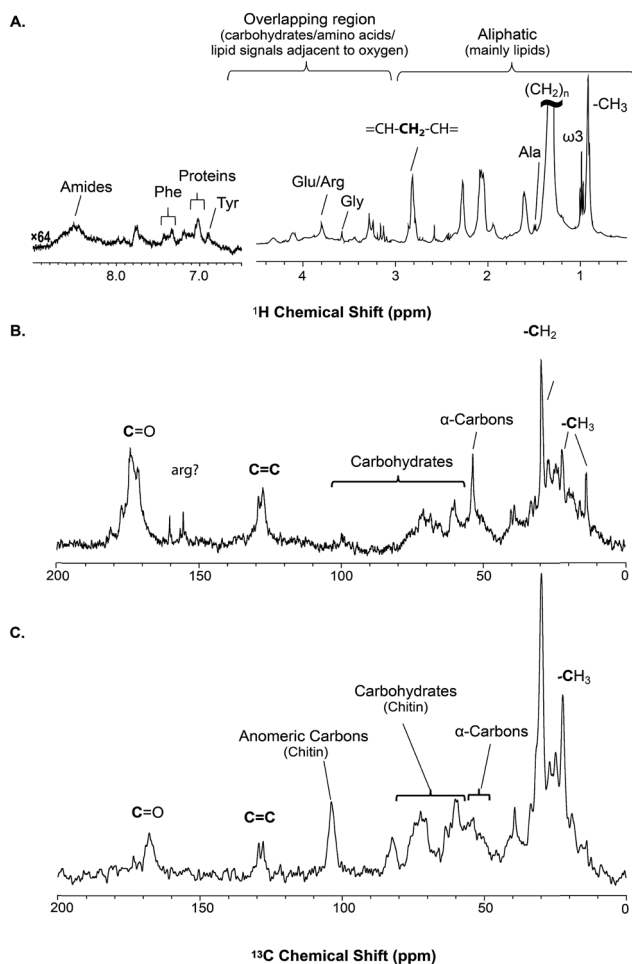 A.
Overlapping region
(carbohydrates/amino acids/
lipid signals adjacent to oxygen)
Aliphatic
(mainly lipids)
(CH₂)ₙ
-CH₃
=CH-CH₂-CH=
ω3
Ala
Amides
Phe
Proteins
Tyr
Glu/Arg
Gly
×64
8.0 7.0 4 3 2 1
¹H Chemical Shift (ppm)
B.
-CH₂
C=O
α-Carbons
-CH₃
arg?
C=C
Carbohydrates
200 150 100 50 0
C.
-CH₃
Carbohydrates
(Chitin)
Anomeric Carbons
(Chitin)
α-Carbons
C=O
C=C
200 150 100 50 0
¹³C Chemical Shift (ppm)